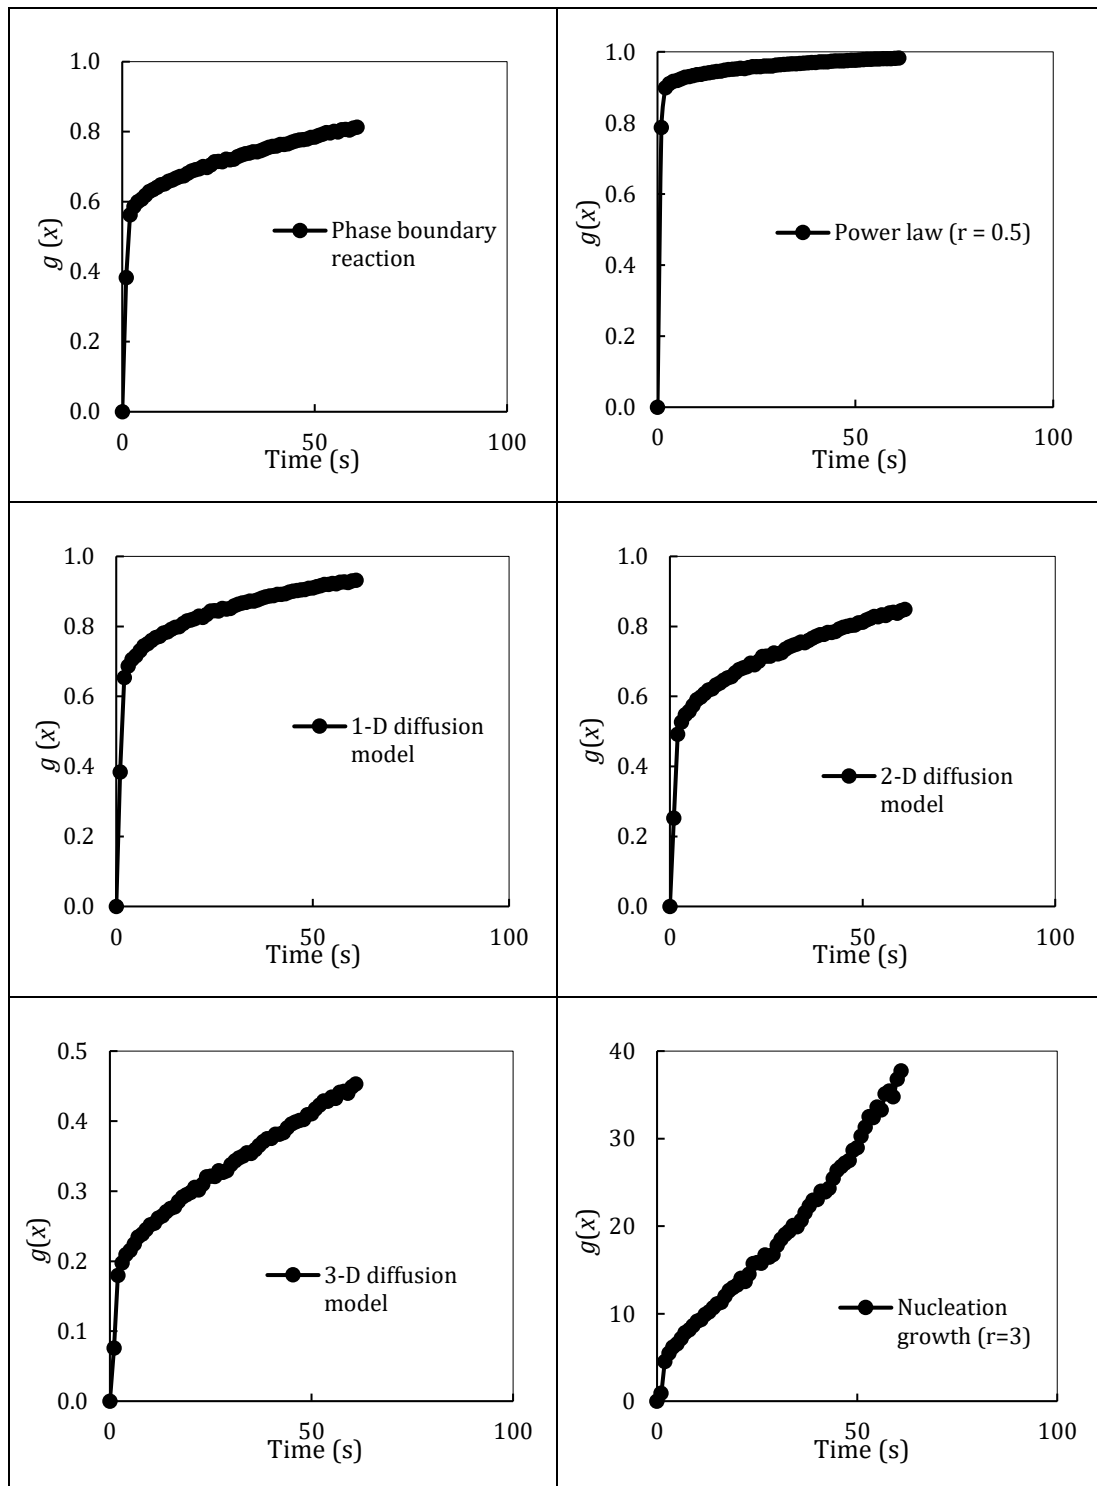 1.0
0.8
0.6
0.4
0.2
0.0
g (x)
0
50
100
Time (s)
Phase boundary
reaction
1.0
0.8
0.6
0.4
0.2
0.0
g(x)
0
50
100
Time (s)
Power law (r = 0.5)
1.0
0.8
0.6
0.4
0.2
0.0
g (x)
0
50
100
Time (s)
1-D diffusion
model
1.0
0.8
0.6
0.4
0.2
0.0
g(x)
0
50
100
Time (s)
2-D diffusion
model
0.5
0.4
0.3
0.2
0.1
0.0
g(x)
0
50
100
Time (s)
3-D diffusion
model
40
30
20
10
0
g(x)
0
50
100
Time (s)
Nucleation
growth (r=3)